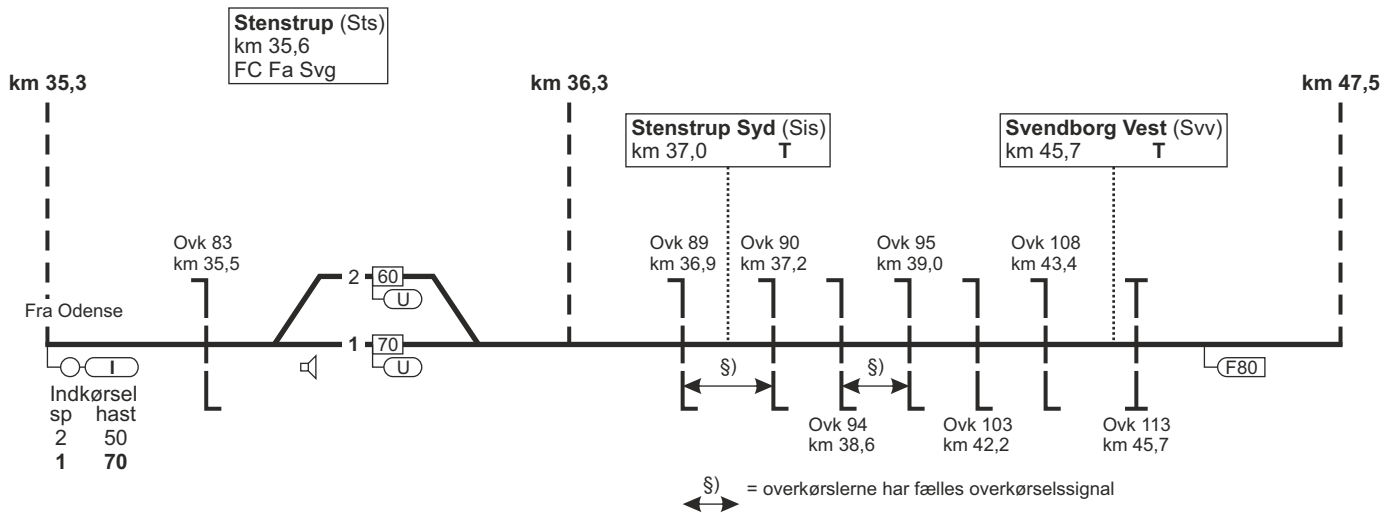 Stenstrup (Sts)
km 35,6
FC Fa Svg
km 35,3
km 36,3
km 47,5
Stenstrup Syd (Sis)
km 37,0 T
Svendborg Vest (Svv)
km 45,7 T
Ovk 83
km 35,5
Ovk 89
km 36,9
Ovk 90
km 37,2
Ovk 95
km 39,0
Ovk 108
km 43,4
2 60
U
Fra Odense
1 70
U
I
Indkørsel
sp hast
2 50
1 70
§)
§)
F80
Ovk 94
km 38,6
Ovk 103
km 42,2
Ovk 113
km 45,7
§) = overkørslerne har fælles overkørselssignal